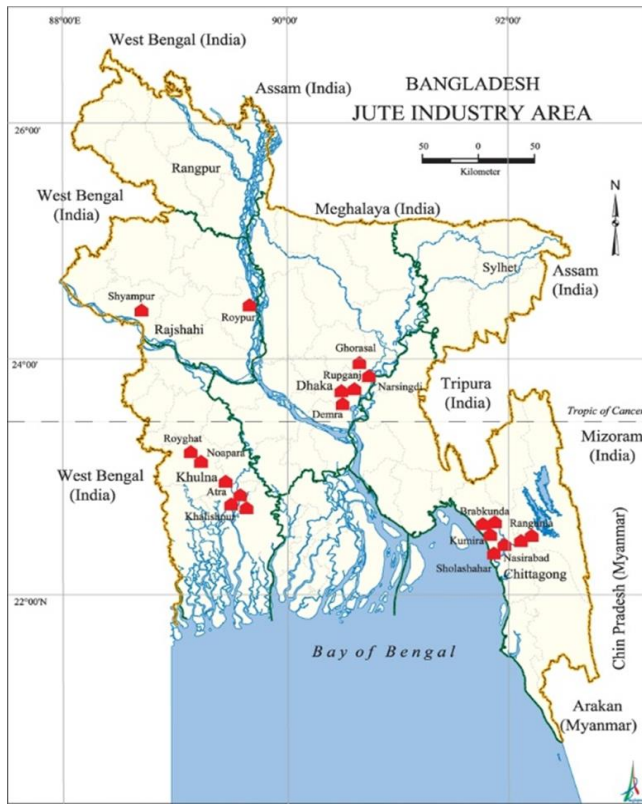 88°00'E
90°00'
92°00'
West Bengal (India)
Assam (India)
BANGLADESH
JUTE INDUSTRY AREA
26°00'
50
0
50
Kilometer
N
Rangpur
West Bengal
(India)
Meghalaya (India)
Sylhet
Assam
(India)
Shyampur
Roypur
Rajshahi
Ghorasal
24°00'
Rupganj
Dhaka
Narsingdi
Demra
Tripura
(India)
Tropic of Cancer
Mizoram
(India)
Royghat
Noapara
West Bengal
(India)
Khulna
Atra
Khalishpur
Brabkunda
Kumira
Nasirabad
Sholashahar
Chittagong
Chin Pradesh (Myanmar)
22°00'N
Bay of Bengal
Arakan
(Myanmar)